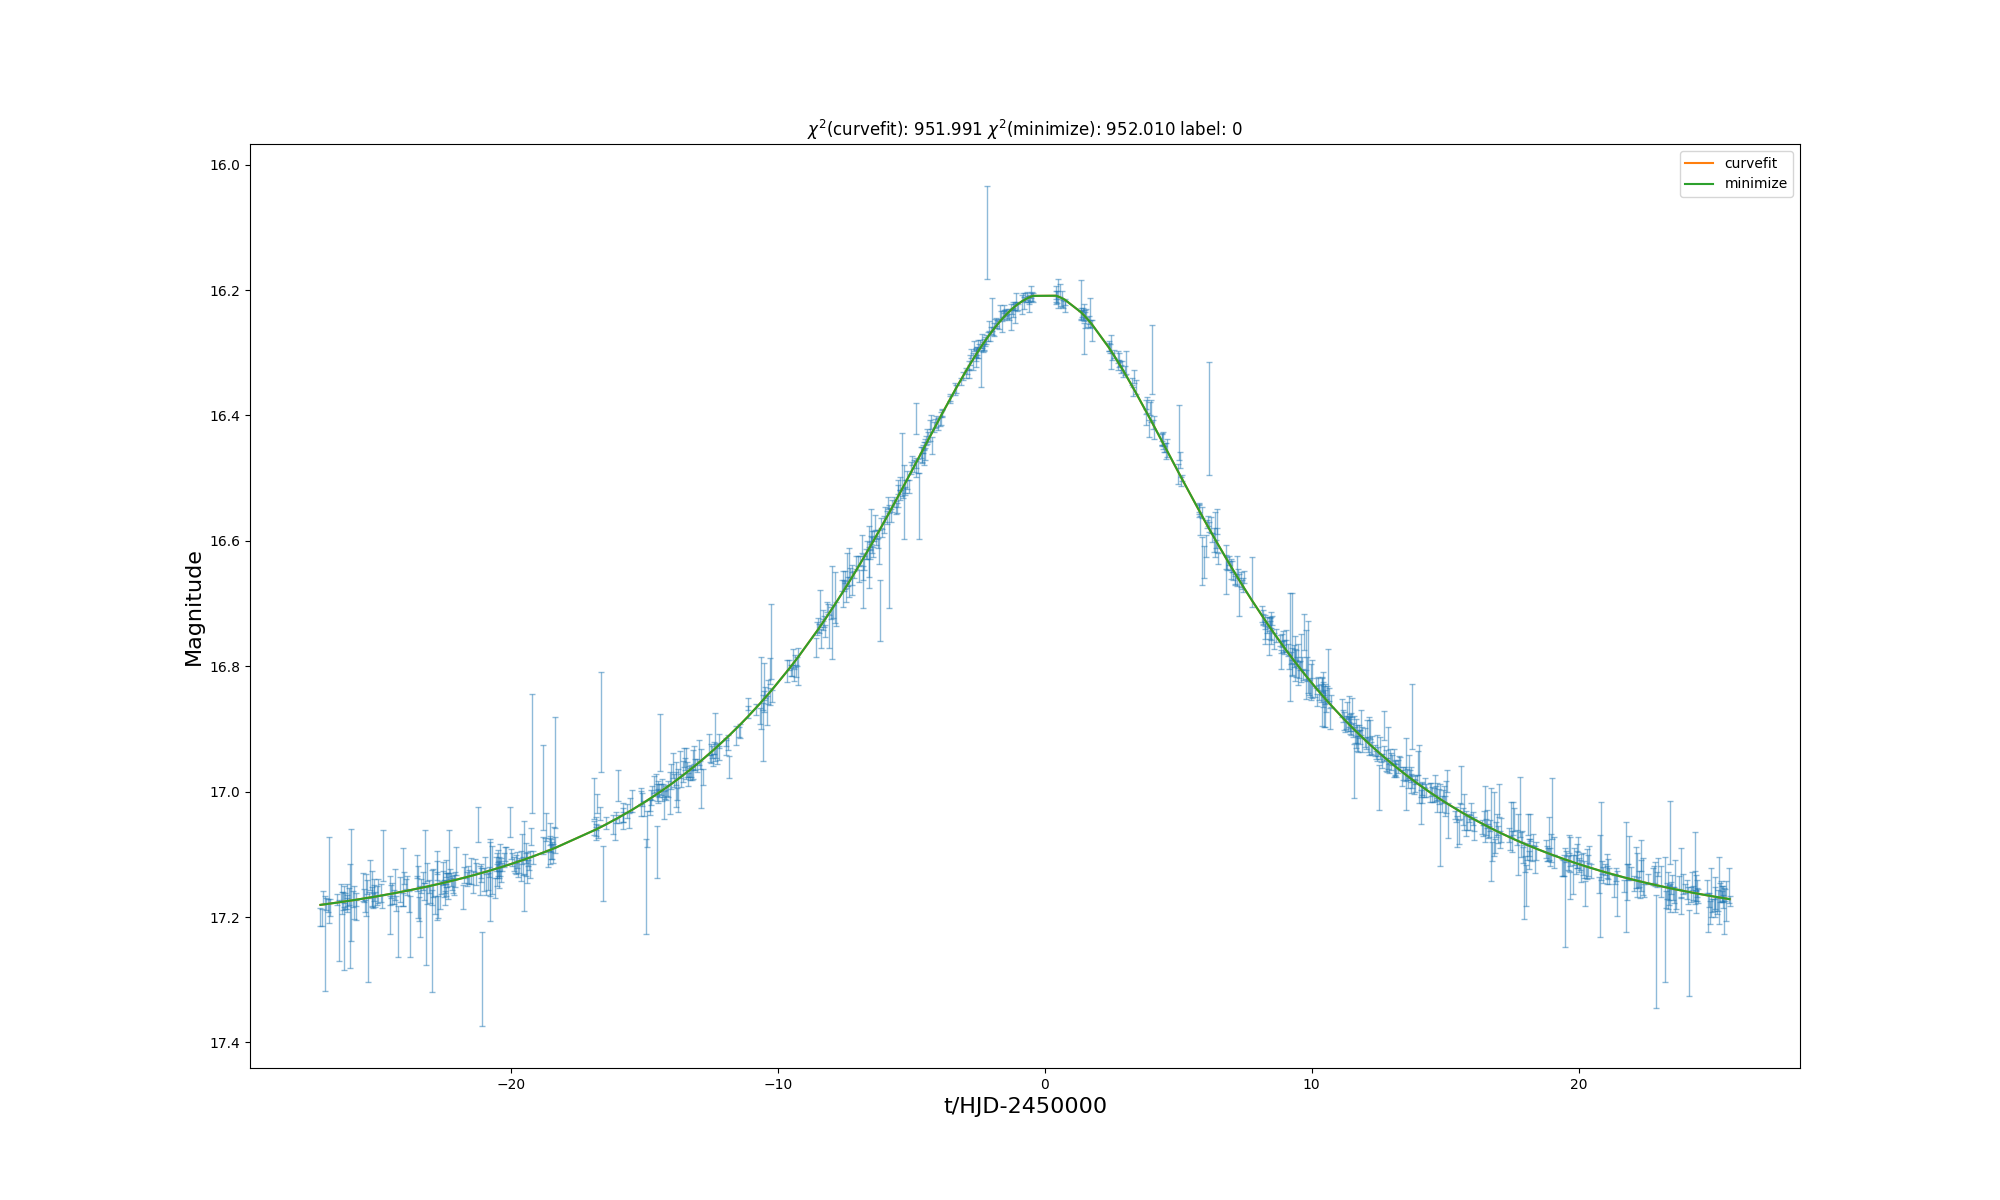 χ²(curvefit): 951.991 χ²(minimize): 952.010 label: 0
curvefit
minimize
16.0
16.2
16.4
16.6
16.8
17.0
17.2
17.4
Magnitude
−20
−10
0
10
20
t/HJD-2450000